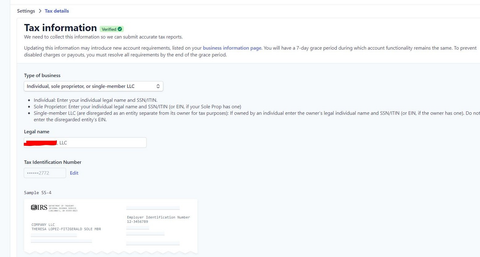 Settings > Tax details
Tax information Verified
We need to collect this information so we can submit accurate tax reports.
Updating this information may introduce new account requirements, listed on your business information page. You will have a 7-day grace period during which account functionality remains the same. To prevent
disabled charges or payouts, you must resolve all requirements by the end of the grace period.
Type of business
Individual, sole proprietor, or single-member LLC
• Individual: Enter your individual legal name and SSN/ITIN.
• Sole Proprietor: Enter your individual legal name and SSN/ITIN (or EIN, if your Sole Prop has one)
• Single-member LLC (are disregarded as an entity separate from its owner for tax purposes): If owned by an individual enter the owner's legal individual name and SSN/ITIN (or EIN, if the owner has one). Do not
enter the disregarded entity's EIN.
Legal name
LLC
Tax Identification Number
2772 Edit
Sample SS-4
IRS
Employer Identification Number
COMPANY LLC